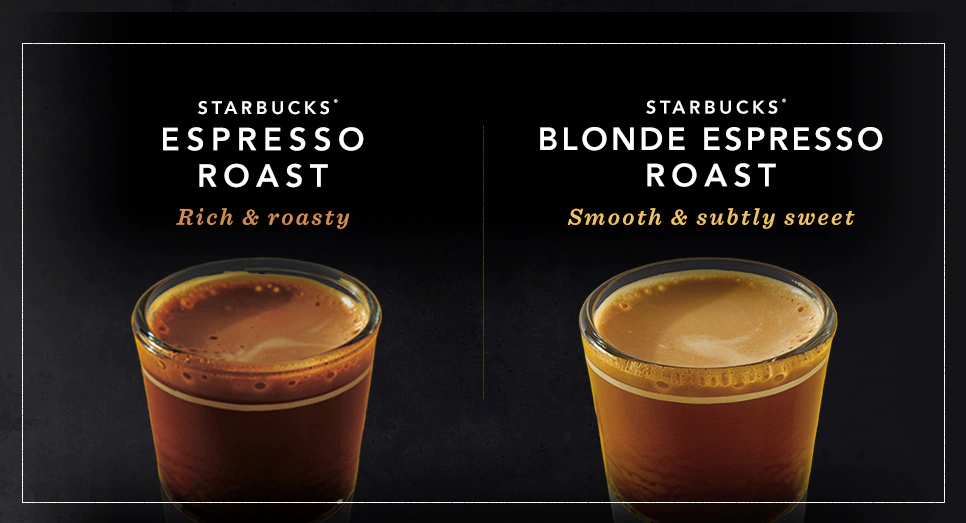 STARBUCKS®
ESPRESSO
ROAST
Rich & roasty
STARBUCKS®
BLONDE ESPRESSO
ROAST
Smooth & subtly sweet